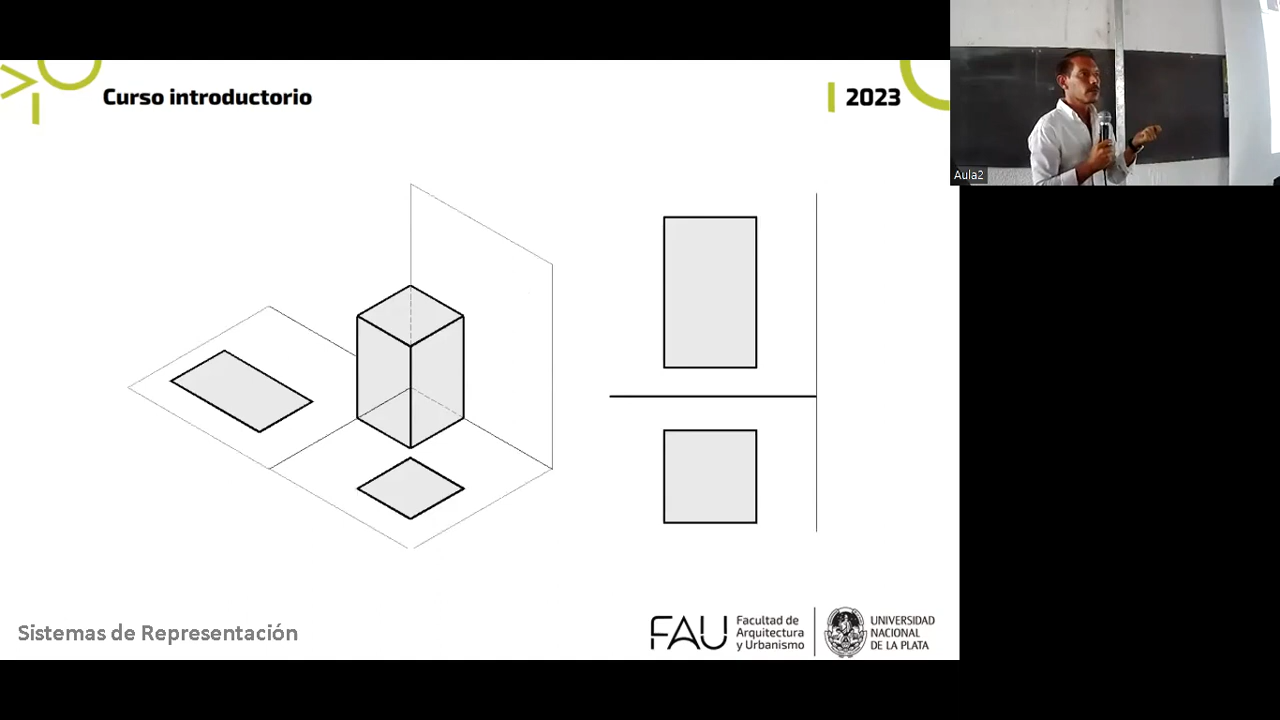 Curso introductorio
2023
Aula2
Sistemas de Representación
FAU
Facultad de
Arquitectura
y Urbanismo
UNIVERSIDAD
NACIONAL
DE LA PLATA